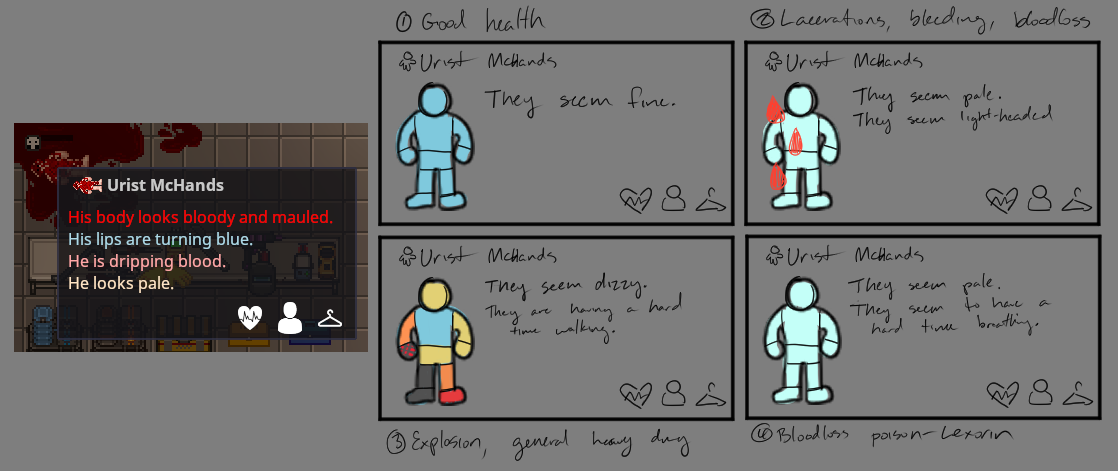 Urist McHands
His body looks bloody and mauled.
His lips are turning blue.
He is dripping blood.
He looks pale.
① Good health
Urist McHands
They seem fine.
② Lacerations, bleeding, bloodloss
Urist McHands
They seem pale.
They seem light-headed
Urist McHands
They seem dizzy.
They are having a hard
time walking.
③ Explosion, general heavy dmg
Urist McHands
They seem pale.
They seem to have a
hard time breathing.
④ Bloodloss poison - Lexorin